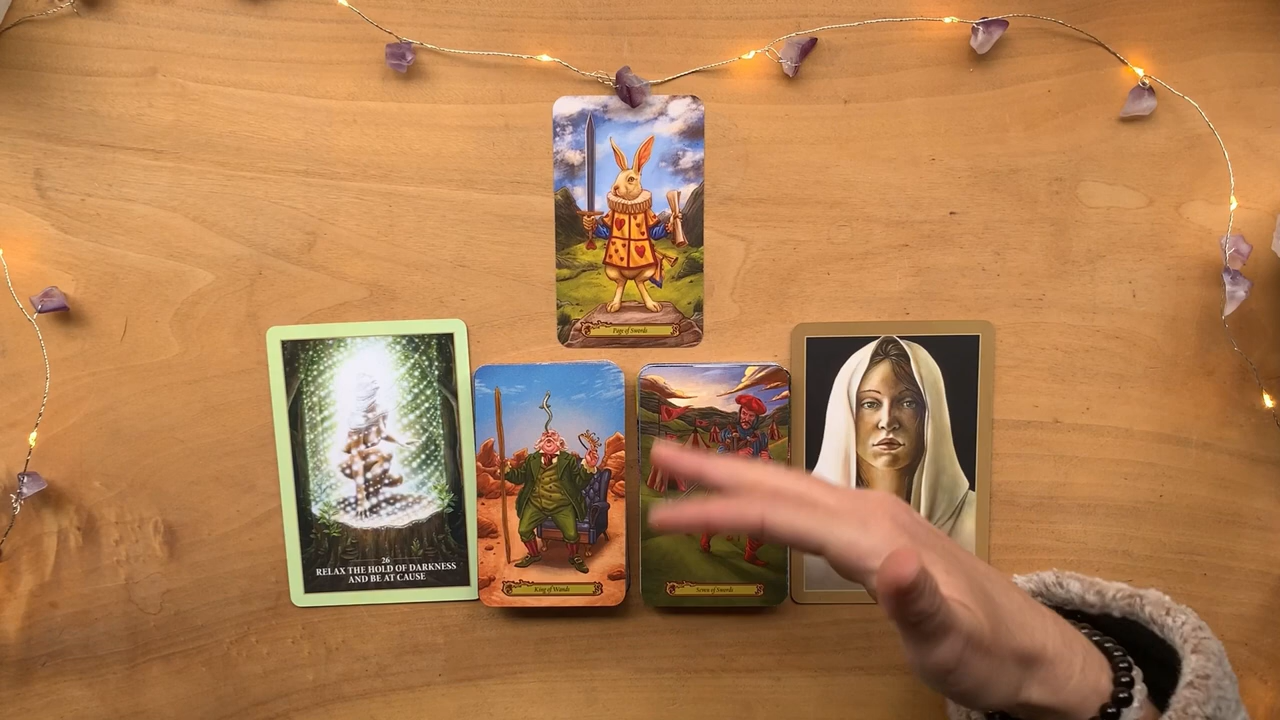 Page of Swords
26
RELAX THE HOLD OF DARKNESS
AND BE AT CAUSE
King of Wands
Seven of Swords